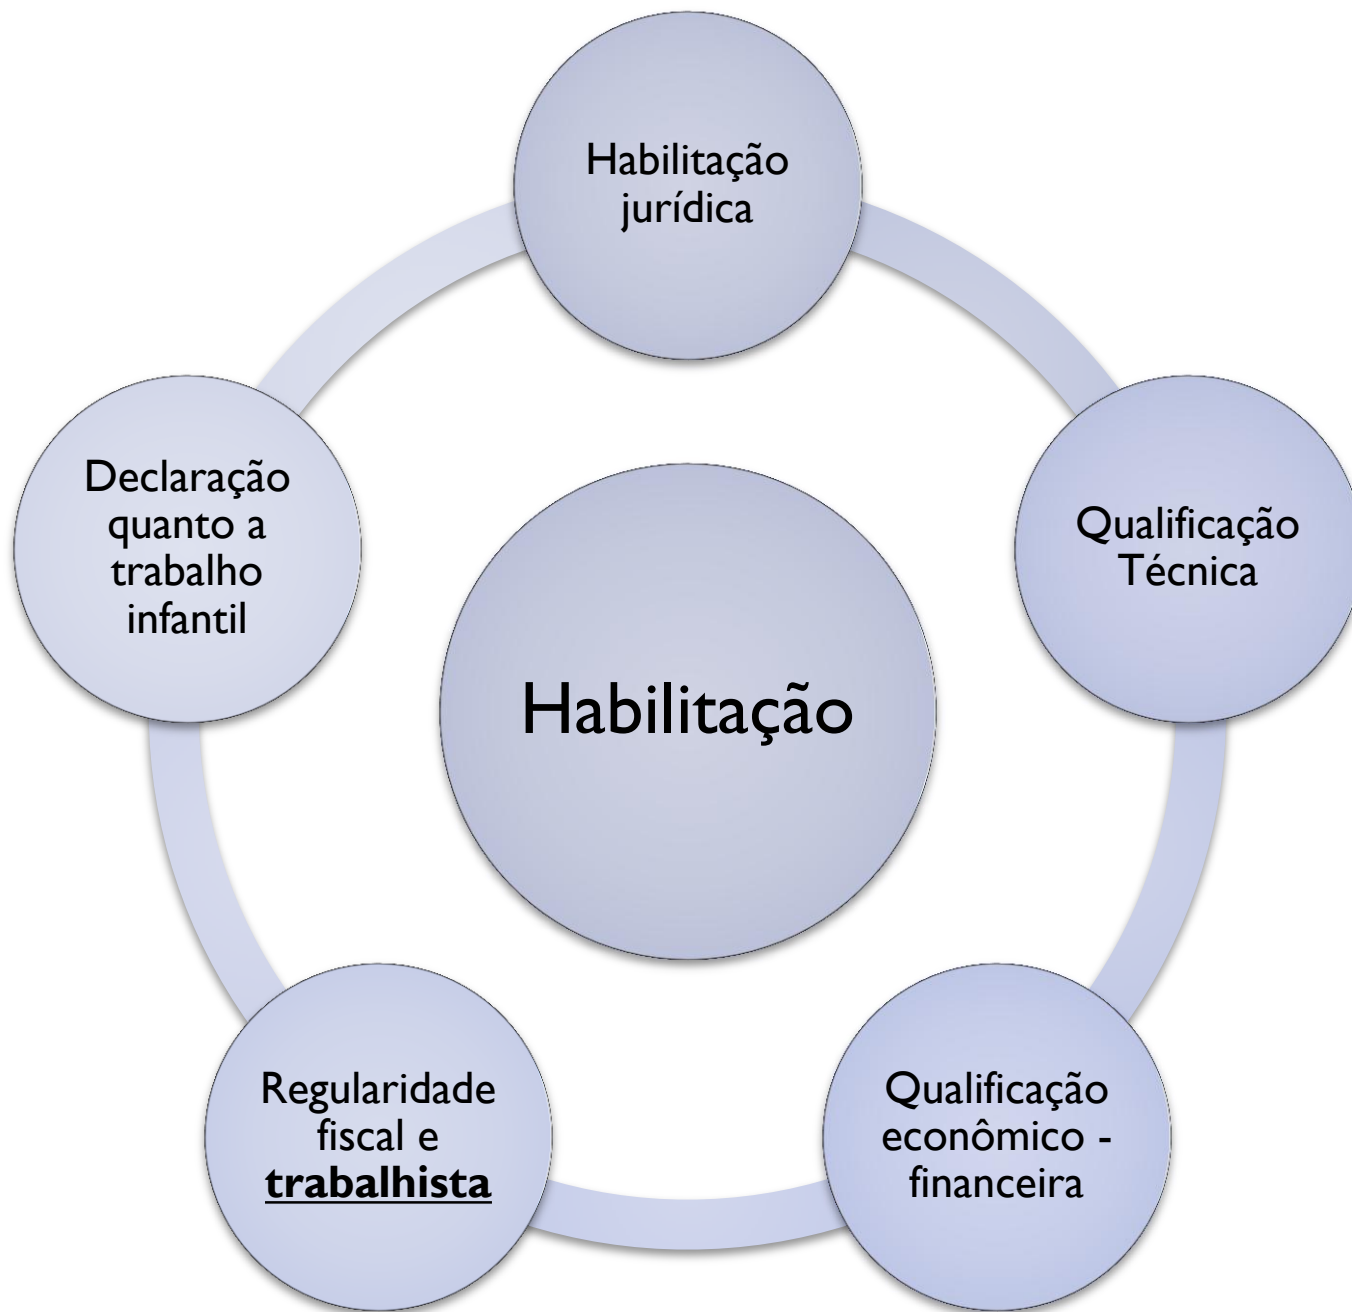 Habilitação
jurídica
Declaração
quanto a
trabalho
infantil
Qualificação
Técnica
Habilitação
Regularidade
fiscal e
trabalhista
Qualificação
econômico -
financeira